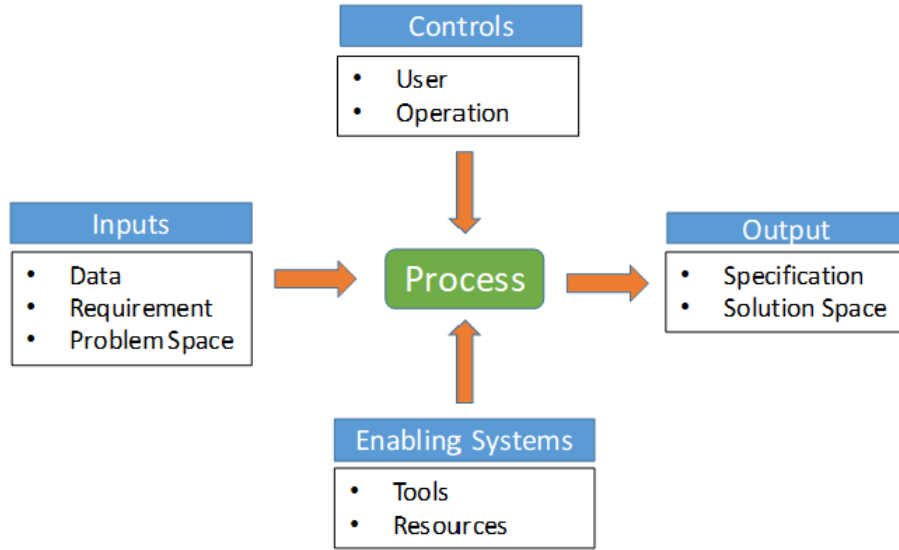 Controls
• User
• Operation
Inputs
• Data
• Requirement
• Problem Space
Process
Output
• Specification
• Solution Space
Enabling Systems
• Tools
• Resources